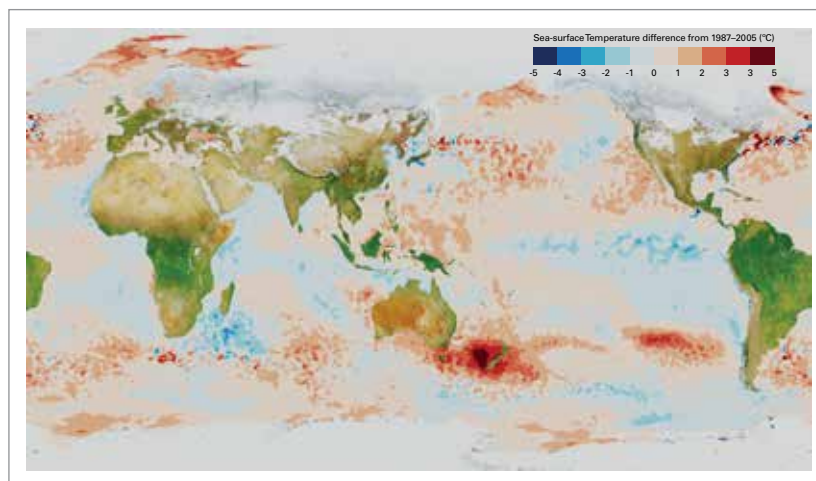 Sea-surface Temperature difference from 1987–2005 (°C)
-5 -4 -3 -2 -1 0 1 2 3 3 5